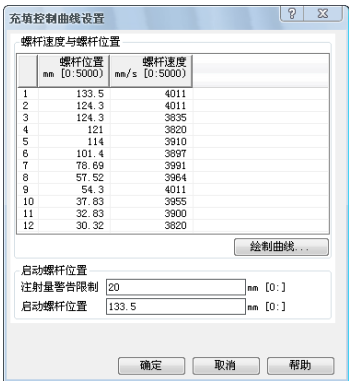 充填控制曲线设置
螺杆速度与螺杆位置
螺杆位置 螺杆速度
mm [0:5000) mm/s [0:5000)
1 133.5 4011
2 124.3 4011
3 124.3 3835
4 121 3820
5 114 3910
6 101.4 3897
7 78.69 3991
8 57.52 3964
9 54.3 4011
10 37.83 3955
11 32.83 3900
12 30.32 3820
绘制曲线...
启动螺杆位置
注射量警告限制 20 mm [0:]
启动螺杆位置 133.5 mm [0:]
确定 取消 帮助